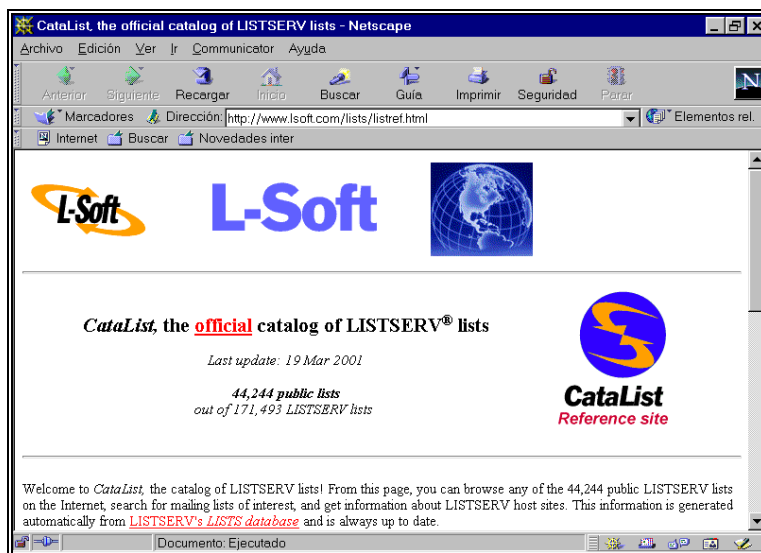 CataList, the official catalog of LISTSERV lists - Netscape
Archivo Edición Ver Ir Communicator Ayuda
Anterior Siguiente Recargar Inicio Buscar Guía Imprimir Seguridad Parar
N
Marcadores Dirección: http://www.lsoft.com/lists/listref.html Elementos rel.
Internet Buscar Novedades inter
L-Soft L-Soft
CataList, the official catalog of LISTSERV® lists
Last update: 19 Mar 2001
44,244 public lists
out of 171,493 LISTSERV lists
CataList
Reference site
Welcome to CataList, the catalog of LISTSERV lists! From this page, you can browse any of the 44,244 public LISTSERV lists
on the Internet, search for mailing lists of interest, and get information about LISTSERV host sites. This information is generated
automatically from LISTSERV's LISTS database and is always up to date.
Documento: Ejecutado